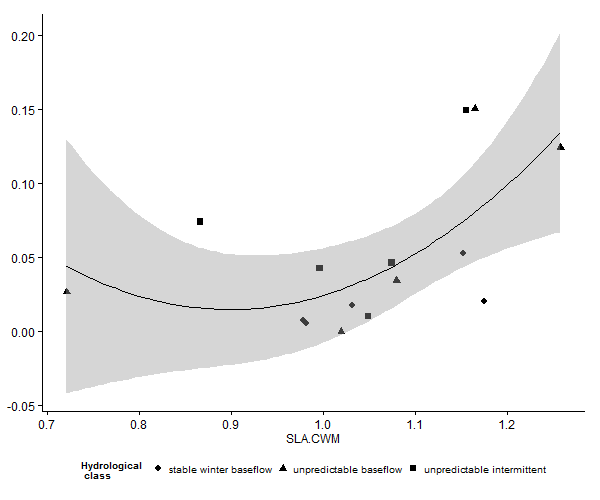 0.20
0.15
0.10
0.05
0.00
-0.05
0.7 0.8 0.9 1.0 1.1 1.2
SLA.CWM
Hydrological
class
stable winter baseflow unpredictable baseflow unpredictable intermittent